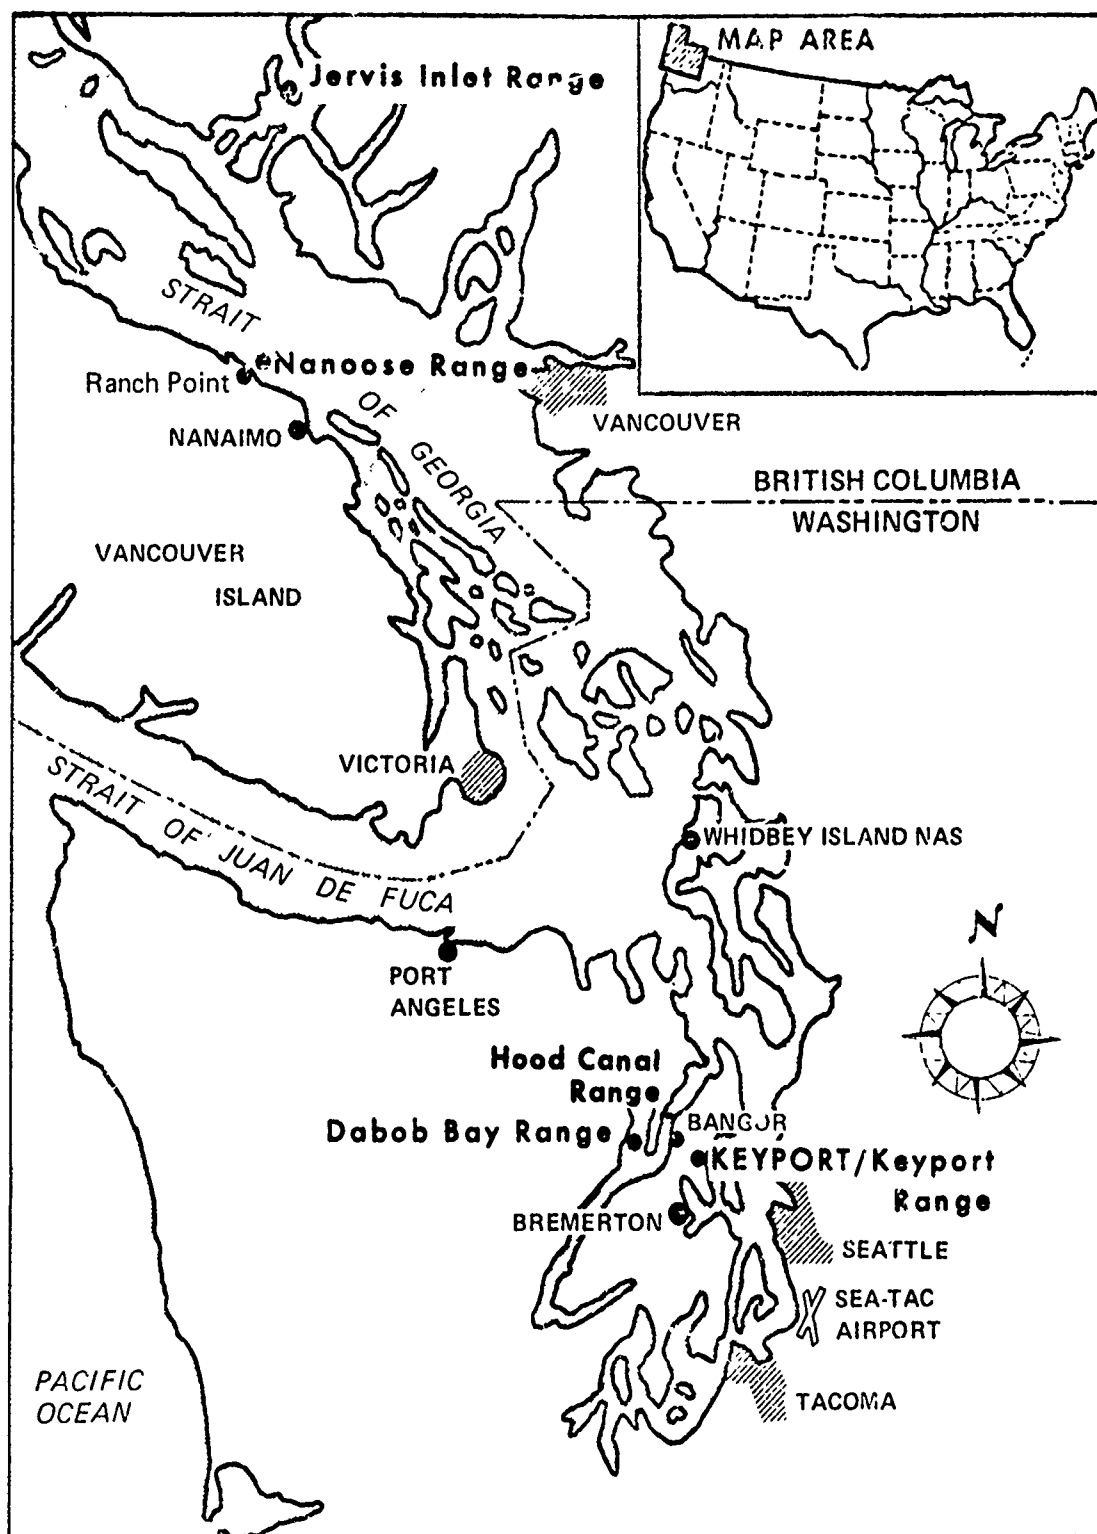 MAP AREA
Jervis Inlet Range
STRAIT
OF
GEORGIA
Nanoose Range
Ranch Point
NANAIMO
VANCOUVER
BRITISH COLUMBIA
WASHINGTON
VANCOUVER
ISLAND
VICTORIA
STRAIT OF JUAN DE FUCA
WHIDBEY ISLAND NAS
PORT
ANGELES
N
Hood Canal
Range
Dabob Bay Range
BANGOR
KEYPORT/Keyport
Range
BREMERTON
SEATTLE
SEA-TAC
AIRPORT
TACOMA
PACIFIC
OCEAN